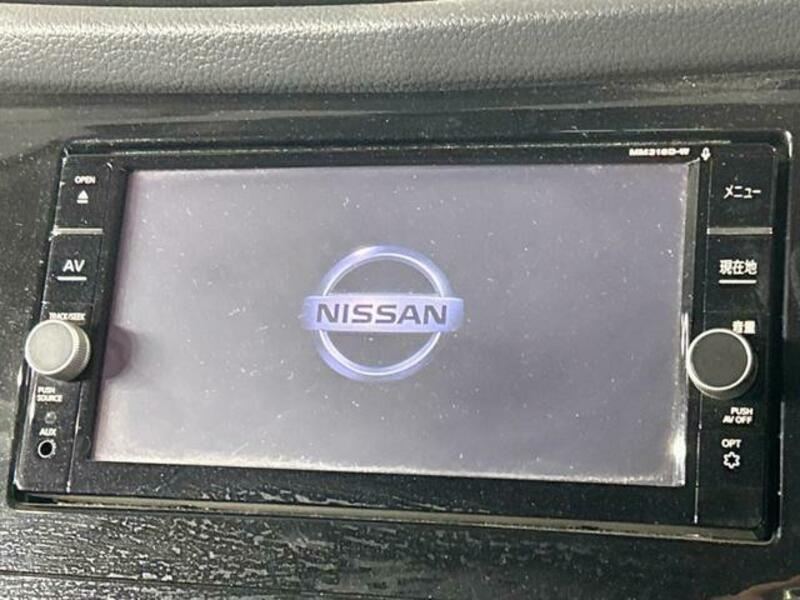 MM316D-W
OPEN
AV
TRACK/SEEK
PUSH
SOURCE
AUX
NISSAN
メニュー
現在地
音量
PUSH
AV OFF
OPT